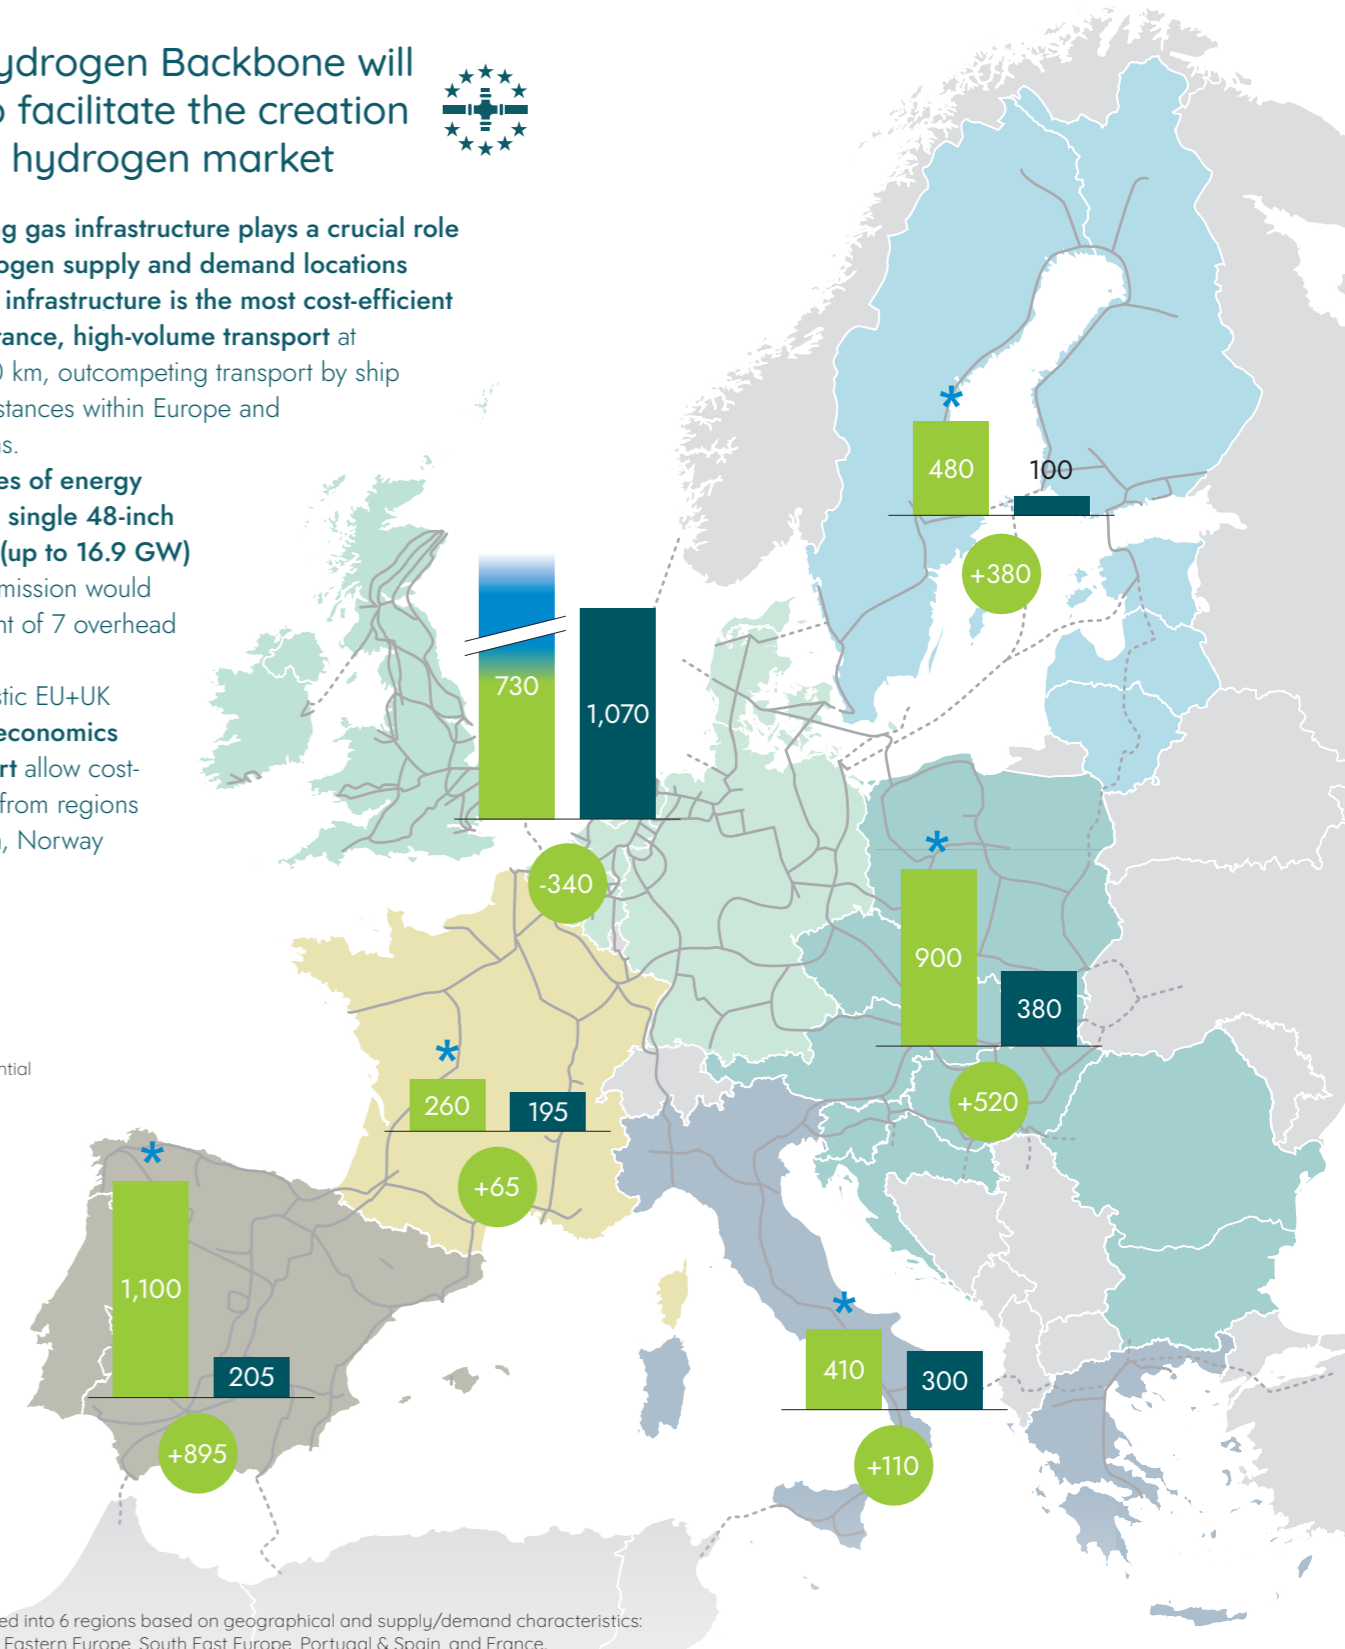 ydrogen Backbone will
o facilitate the creation
hydrogen market
ng gas infrastructure plays a crucial role
ogen supply and demand locations
infrastructure is the most cost-efficient
tance, high-volume transport at
0 km, outcompeting transport by ship
stances within Europe and
ns.
es of energy
single 48-inch
(up to 16.9 GW)
mission would
nt of 7 overhead
stic EU+UK
economics
rt allow cost-
from regions
, Norway
ntial
*
480
100
+380
730
1,070
-340
*
900
380
+520
*
260
195
+65
*
1,100
205
+895
*
410
300
+110
ed into 6 regions based on geographical and supply/demand characteristics:
Eastern Europe, South East Europe, Portugal & Spain, and France.